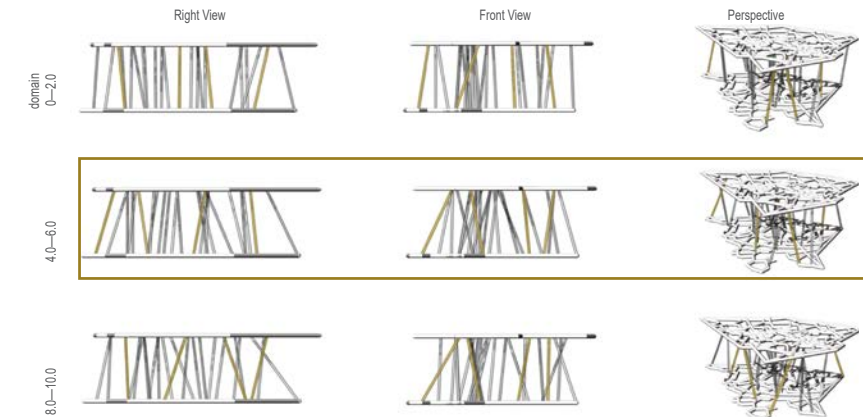 Right View
Front View
Perspective
domain
0—2.0
4.0—6.0
8.0—10.0